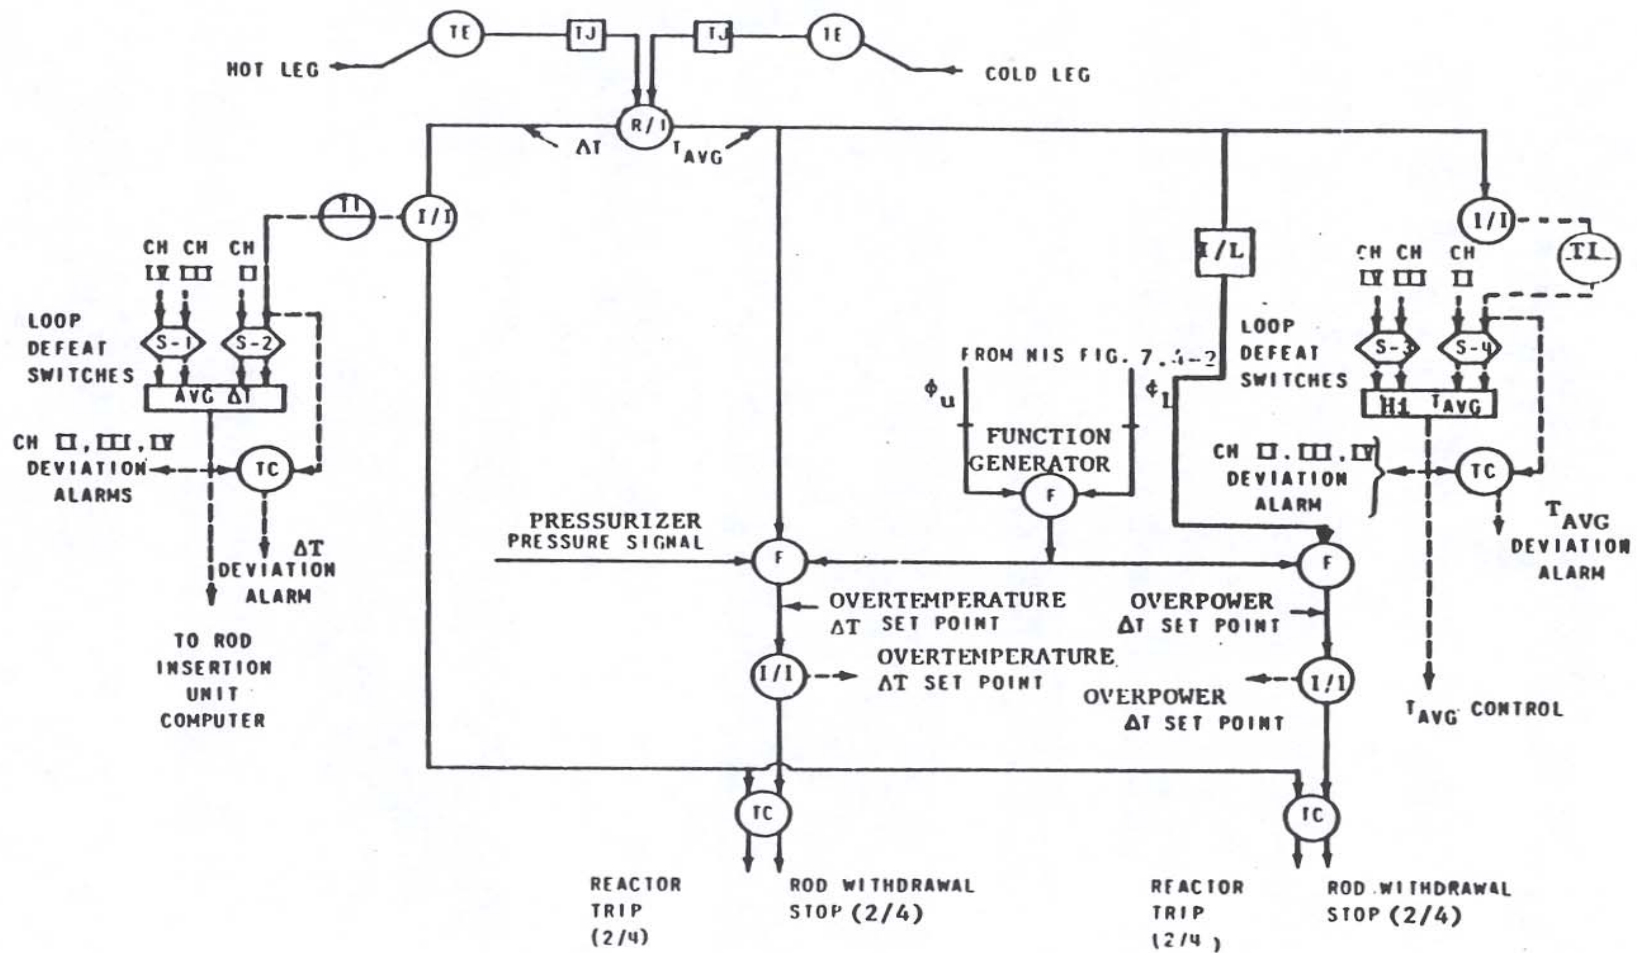 TE
TJ
TJ
TE
HOT LEG
COLD LEG
R/I
ΔT
TAVG
TI
I/I
I/I
TI
CH CH CH
IV III II
I/L
CH CH CH
IV III II
LOOP
DEFEAT
SWITCHES
S-1
S-2
AVG ΔT
FROM NIS FIG. 7.4-2
ϕu
ϕL
LOOP
DEFEAT
SWITCHES
S-3
S-4
Hi TAVG
FUNCTION
GENERATOR
F
CH II, III, IV
DEVIATION
ALARMS
TC
CH II. III, IV
DEVIATION
ALARM
TC
ΔT
DEVIATION
ALARM
TAVG
DEVIATION
ALARM
PRESSURIZER
PRESSURE SIGNAL
F
F
OVERTEMPERATURE
ΔT SET POINT
OVERPOWER
ΔT SET POINT
TO ROD
INSERTION
UNIT
COMPUTER
I/I
OVERTEMPERATURE
ΔT SET POINT
OVERPOWER
ΔT SET POINT
I/I
TAVG CONTROL
TC
TC
REACTOR
TRIP
(2/4)
ROD WITHDRAWAL
STOP (2/4)
REACTOR
TRIP
(2/4)
ROD WITHDRAWAL
STOP (2/4)